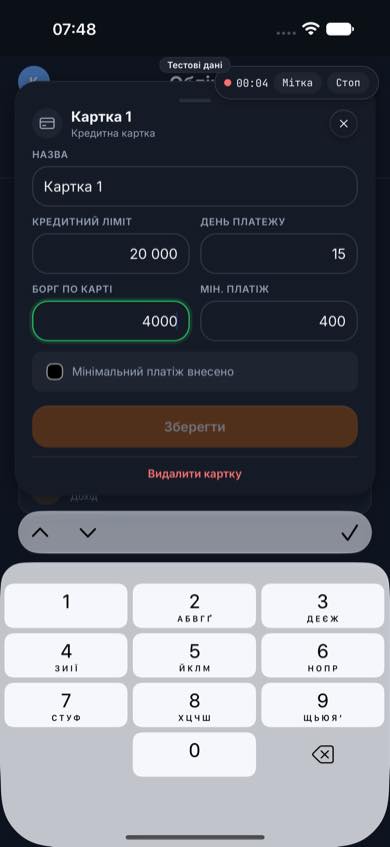 07:48
Тестові дані
00:04 Мітка Стоп
Картка 1
Кредитна картка
НАЗВА
Картка 1
КРЕДИТНИЙ ЛІМІТ ДЕНЬ ПЛАТЕЖУ
20 000 15
БОРГ ПО КАРТІ МІН. ПЛАТІЖ
4000 400
Мінімальний платіж внесено
Зберегти
Видалити картку
Дохід
1 2 3
АБВГҐ ДЕЄЖ
4 5 6
ЗИІЇ ЙКЛМ НОПР
7 8 9
СТУФ ХЦЧШ ЩЬЮЯ'
0